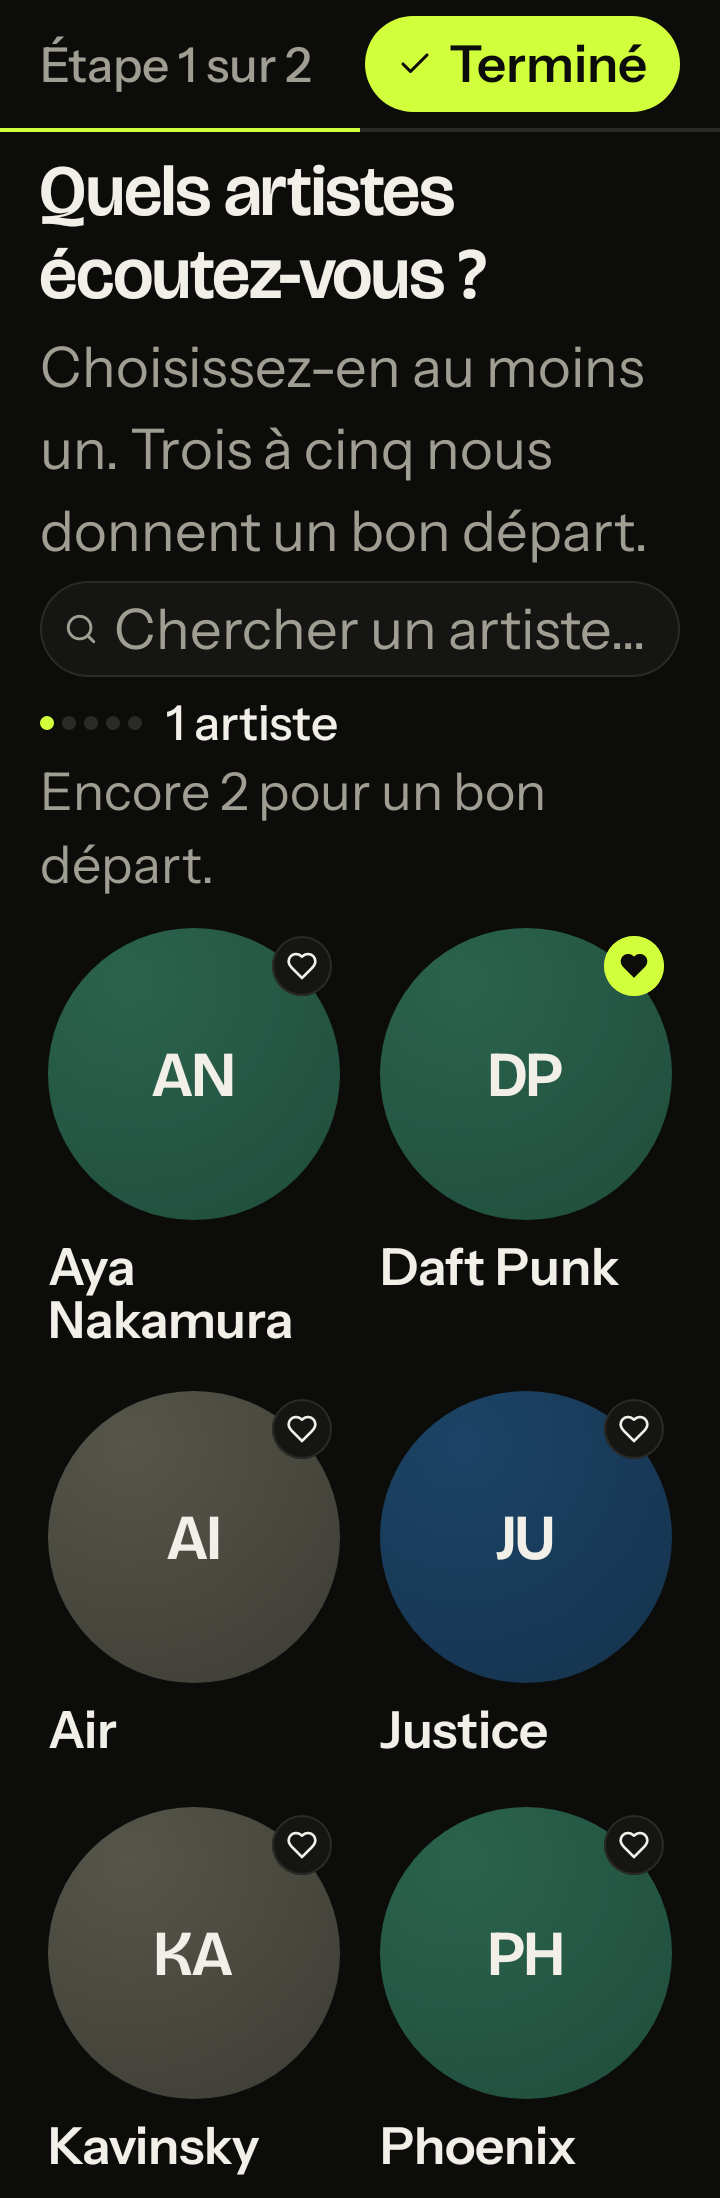 Étape 1 sur 2
Terminé
Quels artistes
écoutez-vous ?
Choisissez-en au moins
un. Trois à cinq nous
donnent un bon départ.
Chercher un artiste…
1 artiste
Encore 2 pour un bon
départ.
AN
DP
Aya
Nakamura
Daft Punk
AI
JU
Air
Justice
KA
PH
Kavinsky
Phoenix